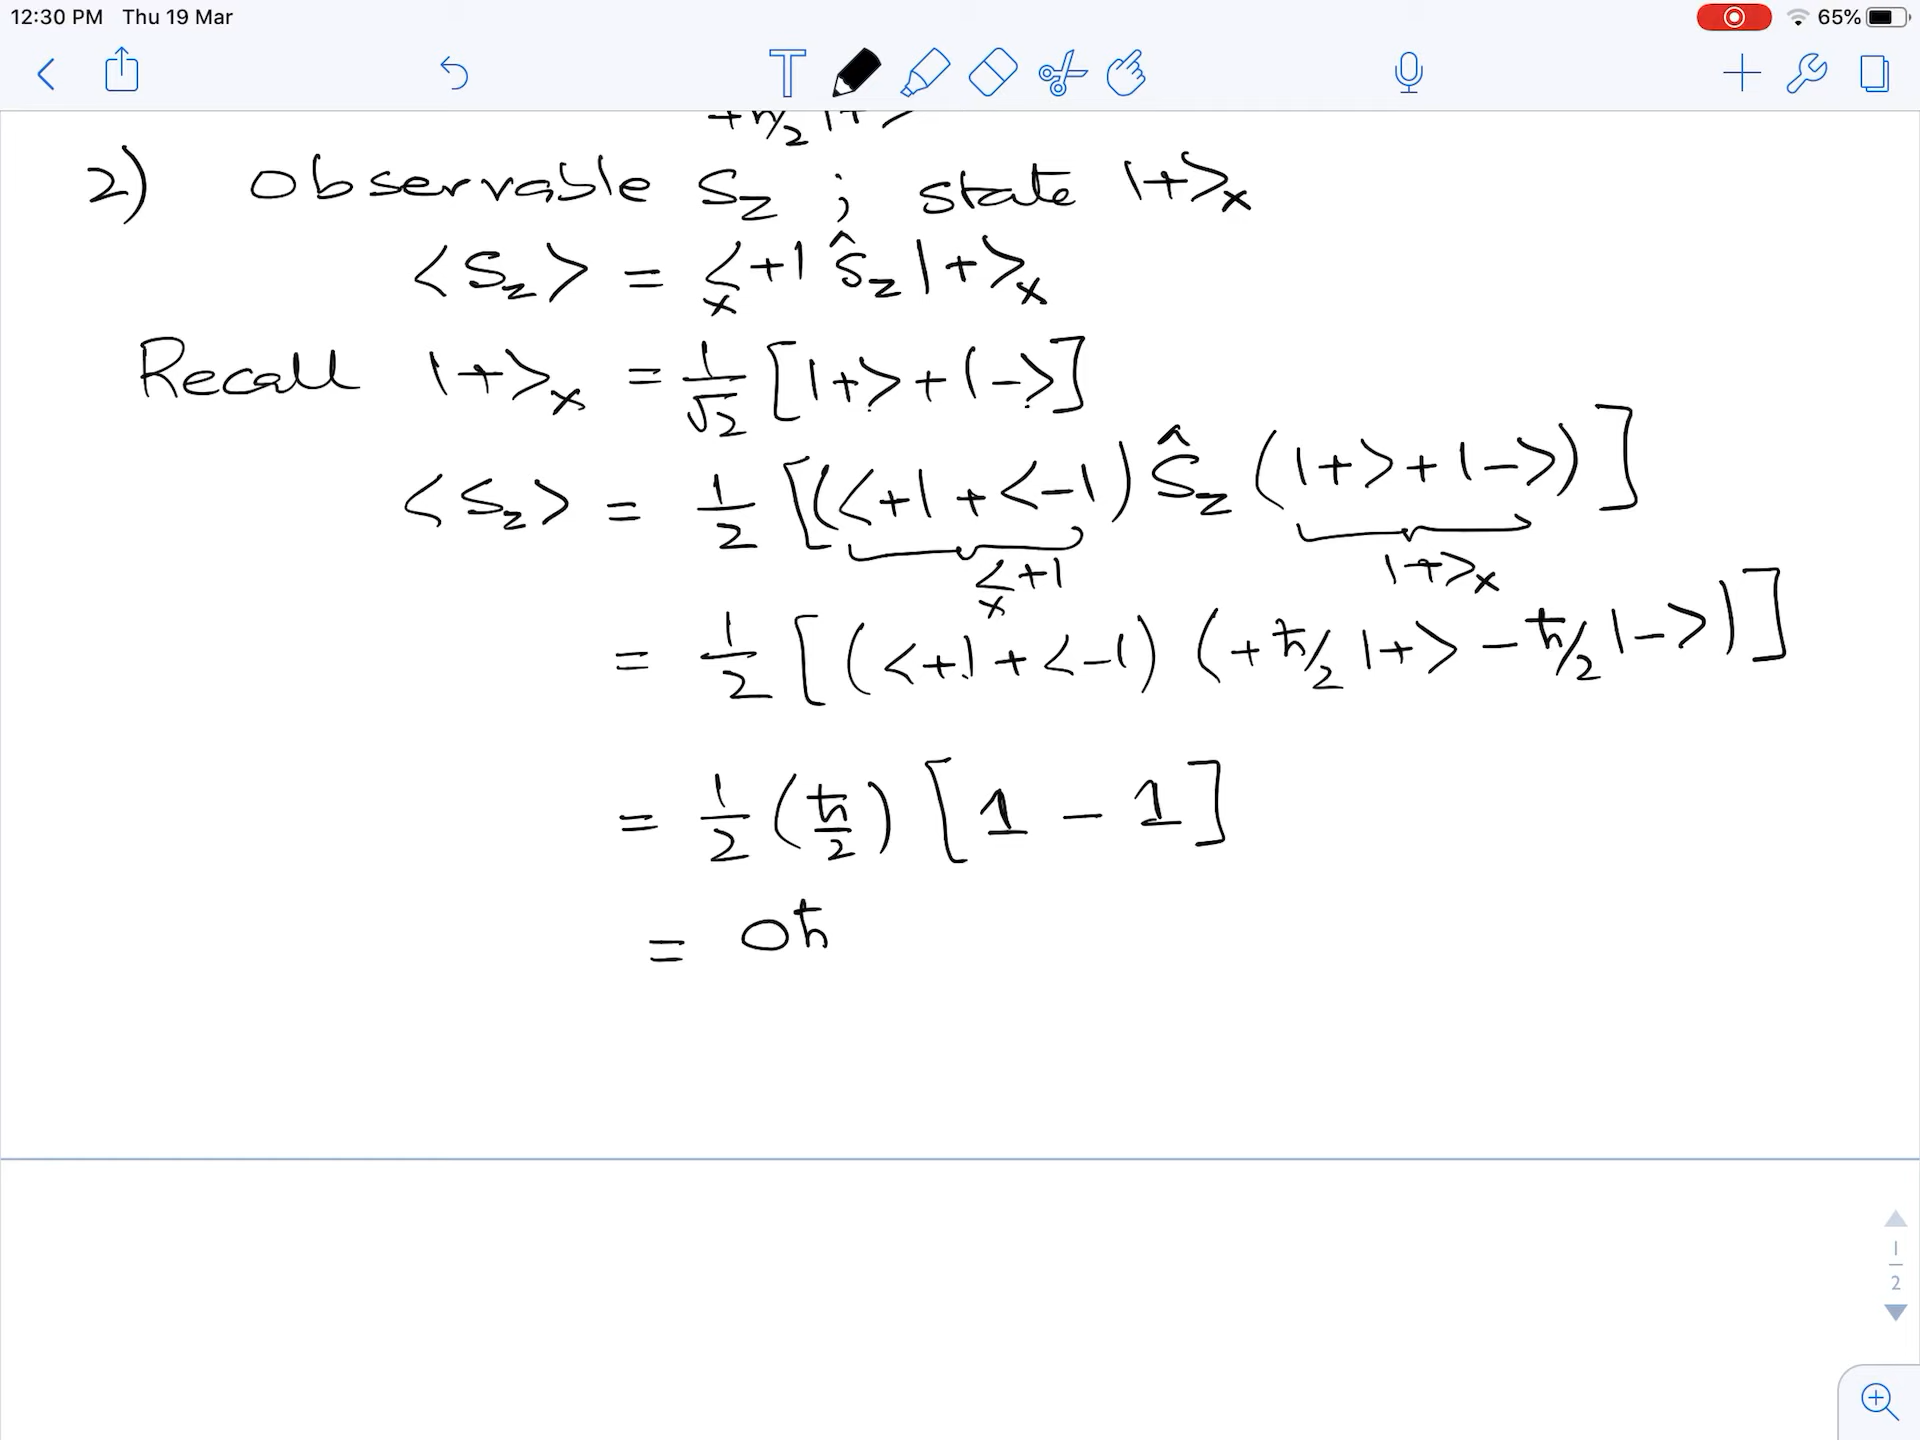 12:30 PM Thu 19 Mar 65%
T
+ħ/2 |+>
2) Observable S_z ; state |+>_x
<S_z> = _x<+| Ŝ_z |+>_x
Recall |+>_x = 1/√2 [|+> + |->]
<S_z> = 1/2 [(<+| + <-|) Ŝ_z (|+> + |->)]
_x<+| |+>_x
= 1/2 [(<+| + <-|) (+ħ/2 |+> - ħ/2 |->)]
= 1/2 (ħ/2) [1 - 1]
= 0ħ
1
2